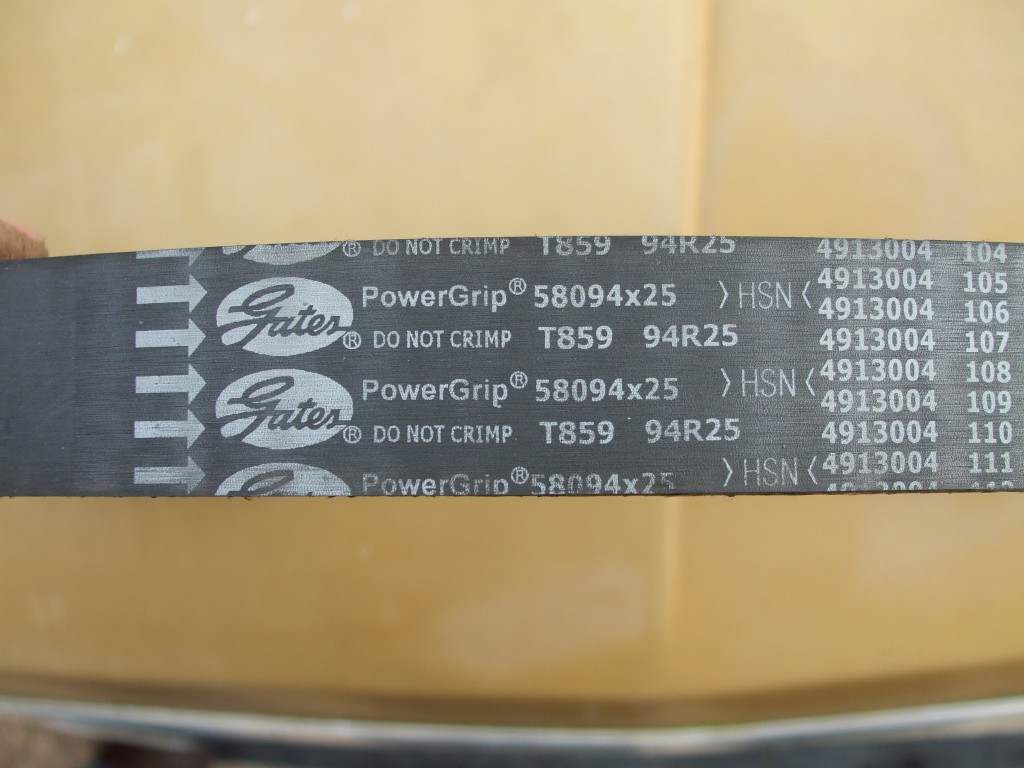 ® DO NOT CRIMP T859 94R25 4913004 104
Gates PowerGrip® 58094x25 >HSN< 4913004 105
4913004 106
® DO NOT CRIMP T859 94R25 4913004 107
Gates PowerGrip® 58094x25 >HSN< 4913004 108
4913004 109
® DO NOT CRIMP T859 94R25 4913004 110
PowerGrip® 58094x25 >HSN< 4913004 111